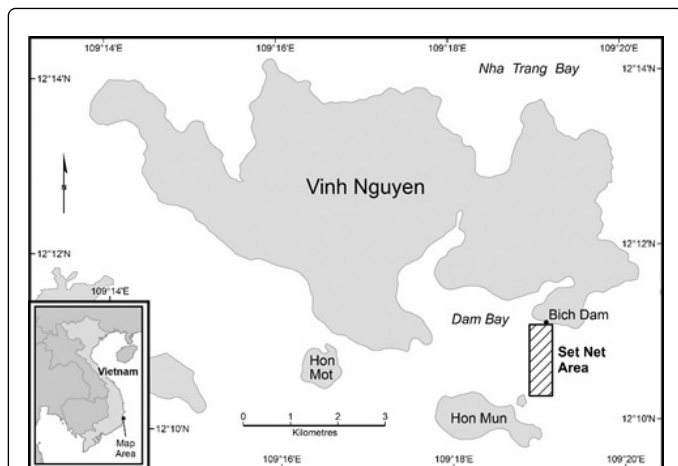 109°14'E 109°16'E 109°18'E 109°20'E
12°14'N
Nha Trang Bay
12°14'N
N
Vinh Nguyen
12°12'N
12°12'N
109°14'E
Dam Bay
Bich Dam
Set Net
Area
Hon
Mot
Vietnam
Map
Area
Hon Mun
0 1 2 3
Kilometres
12°10'N
12°10'N
109°16'E 109°18'E 109°20'E